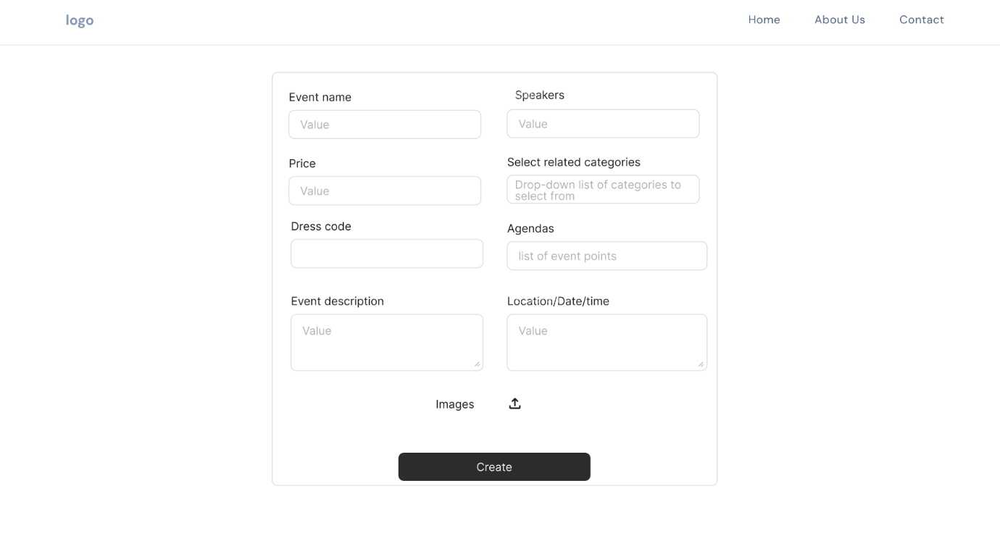 logo
Home
About Us
Contact
Event name
Value
Speakers
Value
Price
Value
Select related categories
Drop-down list of categories to
select from
Dress code
Agendas
list of event points
Event description
Value
Location/Date/time
Value
Images
Create